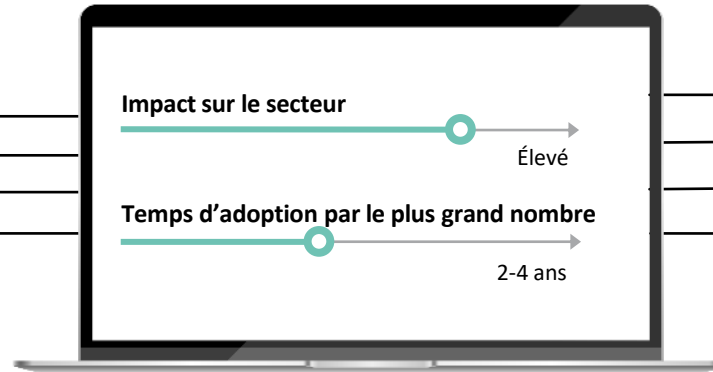 Impact sur le secteur
Élevé
Temps d’adoption par le plus grand nombre
2-4 ans